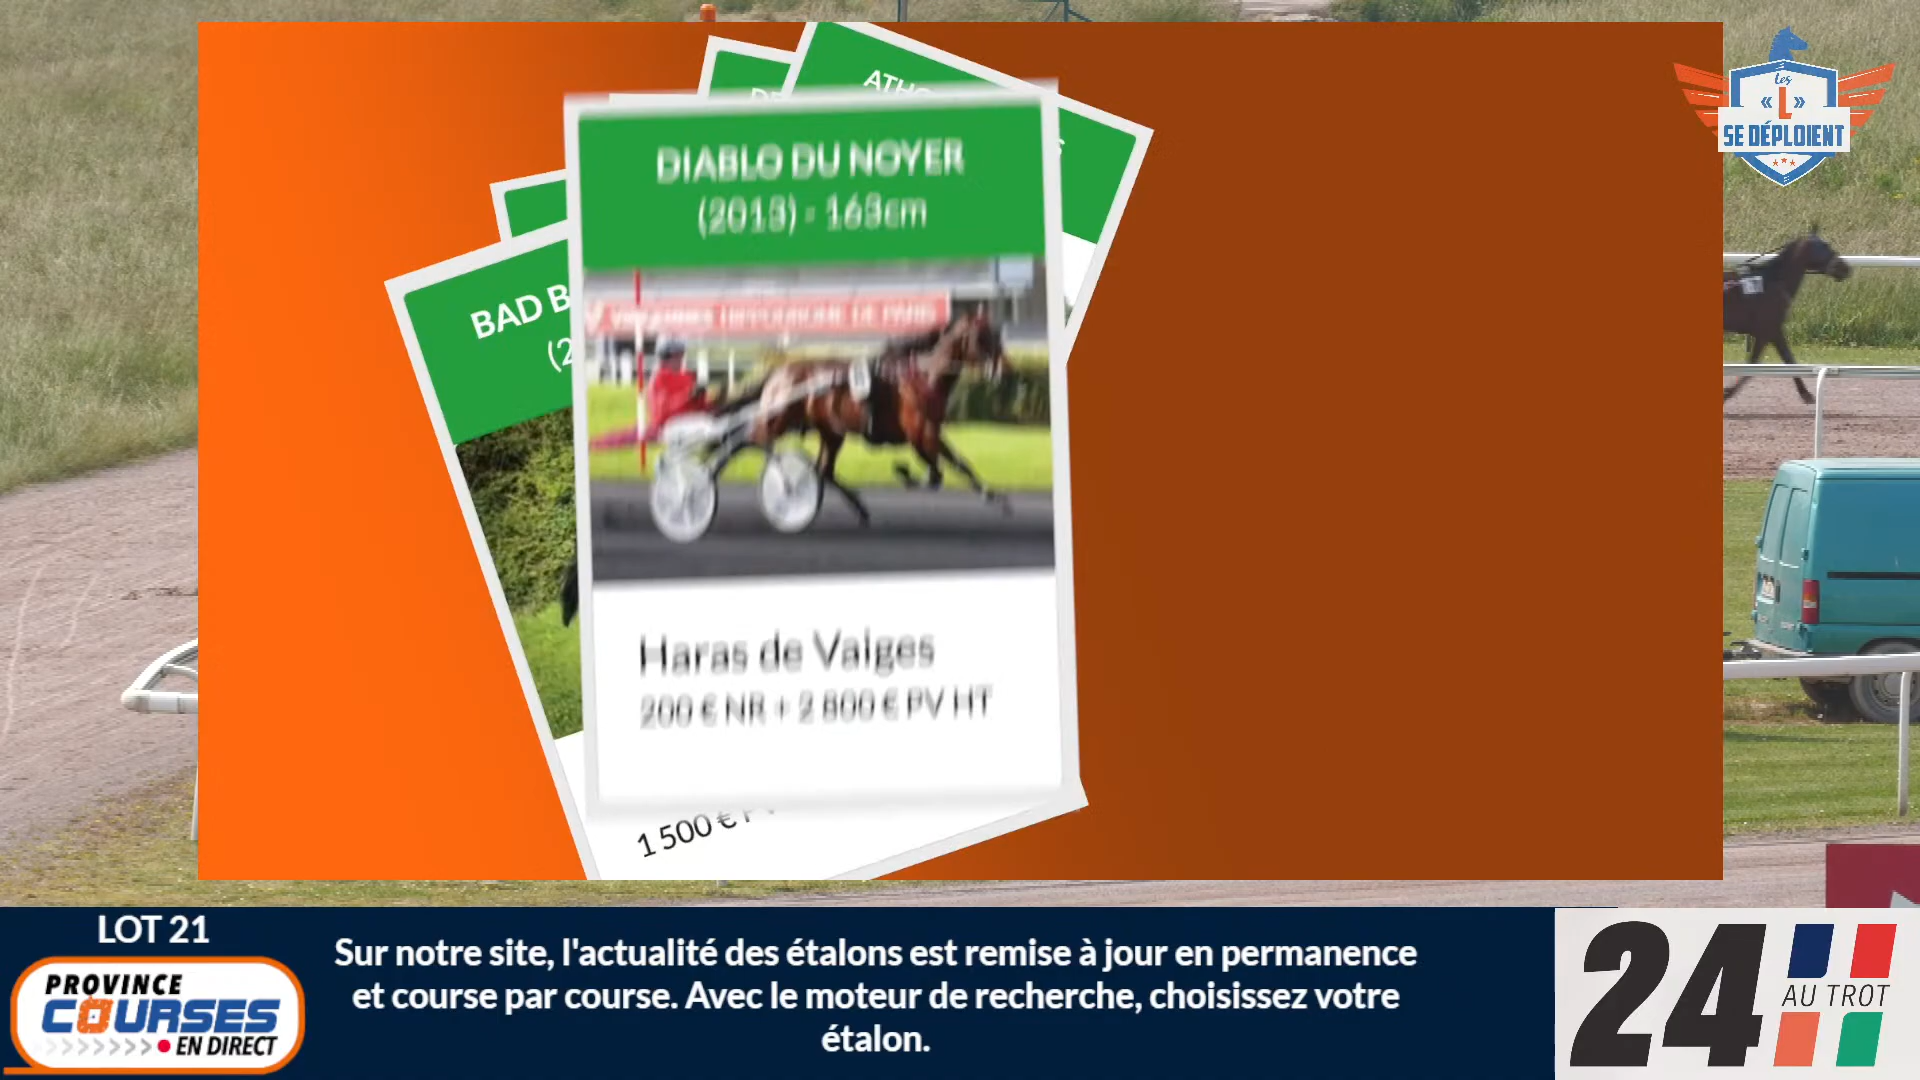 ATHO
DIABLO DU NOYER
(2013) - 163cm
BAD B
(2
Haras de Vaiges
200 € NR + 2 800 € PV HT
1 500 €
Les
« L »
SE DÉPLOIENT
LOT 21
PROVINCE
COURSES
EN DIRECT
Sur notre site, l'actualité des étalons est remise à jour en permanence
et course par course. Avec le moteur de recherche, choisissez votre
étalon.
24
AU TROT